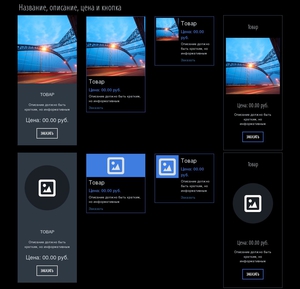 Название, описание, цена и кнопка
ТОВАР
Описание должно быть кратким, но информативным
Цена: 00.00 руб.
ЗАКАЗАТЬ
Товар
Цена: 00.00 руб.
Описание должно быть кратким, но информативным
Заказать
Товар
Цена: 00.00 руб.
Описание должно быть кратким, но информативным
Заказать
Товар
Цена: 00.00 руб.
Описание должно быть кратким, но информативным
ЗАКАЗАТЬ
ТОВАР
Описание должно быть кратким, но информативным
Цена: 00.00 руб.
ЗАКАЗАТЬ
Товар
Цена: 00.00 руб.
Описание должно быть кратким, но информативным
Заказать
Товар
Цена: 00.00 руб.
Описание должно быть кратким, но информативным
Заказать
Товар
Цена: 00.00 руб.
Описание должно быть кратким, но информативным
ЗАКАЗАТЬ